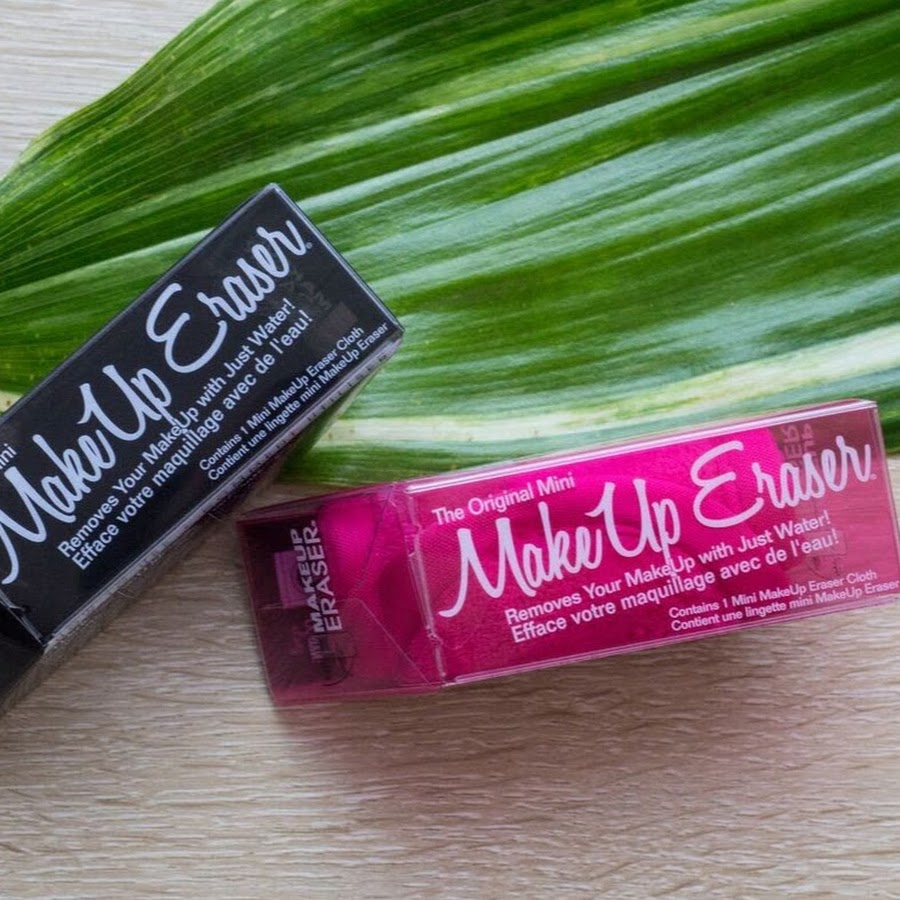 Mini
MakeUp Eraser®
Removes Your MakeUp with Just Water!
Efface votre maquillage avec de l'eau!
Contains 1 Mini MakeUp Eraser Cloth
Contient une lingette mini MakeUp Eraser
The Original Mini
MakeUp Eraser®
Removes Your MakeUp with Just Water!
Efface votre maquillage avec de l'eau!
Contains 1 Mini MakeUp Eraser Cloth
Contient une lingette mini MakeUp Eraser
MAKEUP
ERASER®